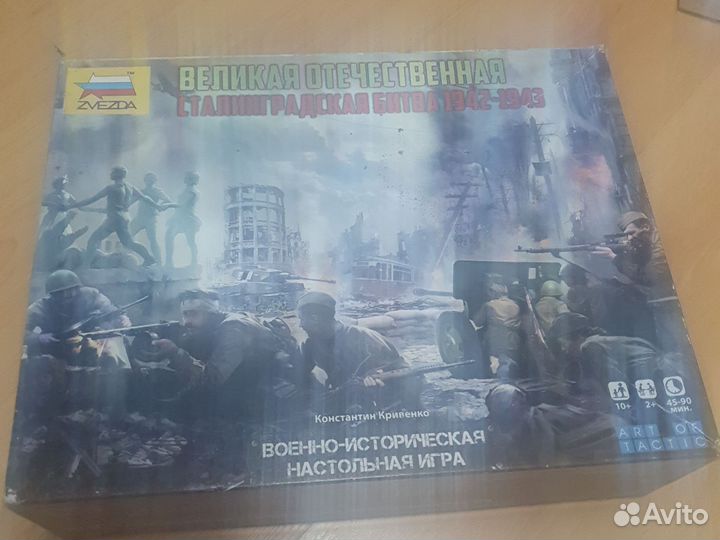 ZVEZDA
ВЕЛИКАЯ ОТЕЧЕСТВЕННАЯ
СТАЛИНГРАДСКАЯ БИТВА 1942-1943
Константин Кривенко
ВОЕННО-ИСТОРИЧЕСКАЯ
НАСТОЛЬНАЯ ИГРА
10+ 2+ 45-90
МИН.
ART OF
TACTIC
Avito